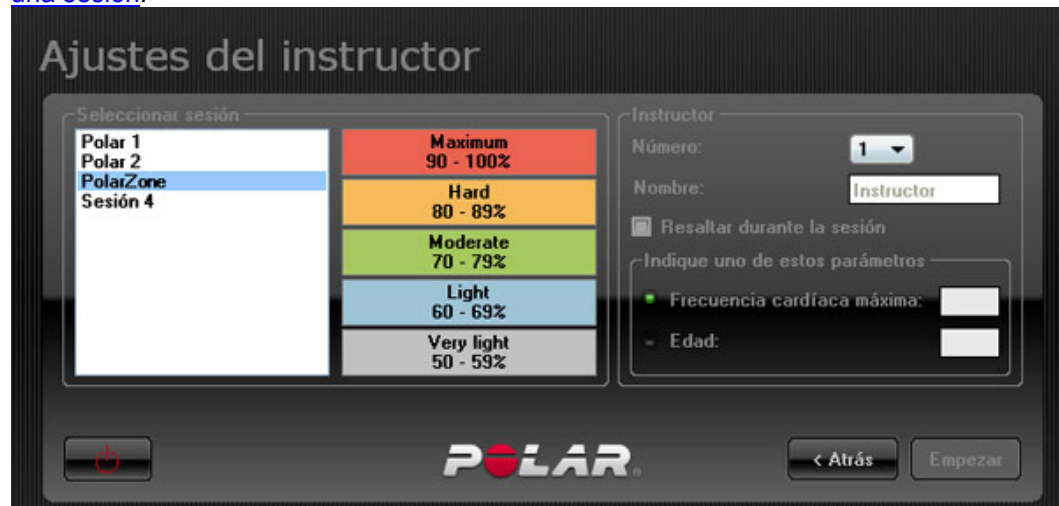 una sesión.
Ajustes del instructor
Seleccionar sesión
Polar 1
Polar 2
PolarZone
Sesión 4
Maximum
90 - 100%
Hard
80 - 89%
Moderate
70 - 79%
Light
60 - 69%
Very light
50 - 59%
Instructor
Número:
1
Nombre:
Instructor
Resaltar durante la sesión
Indique uno de estos parámetros
Frecuencia cardíaca máxima:
Edad:
POLAR®
< Atrás
Empezar